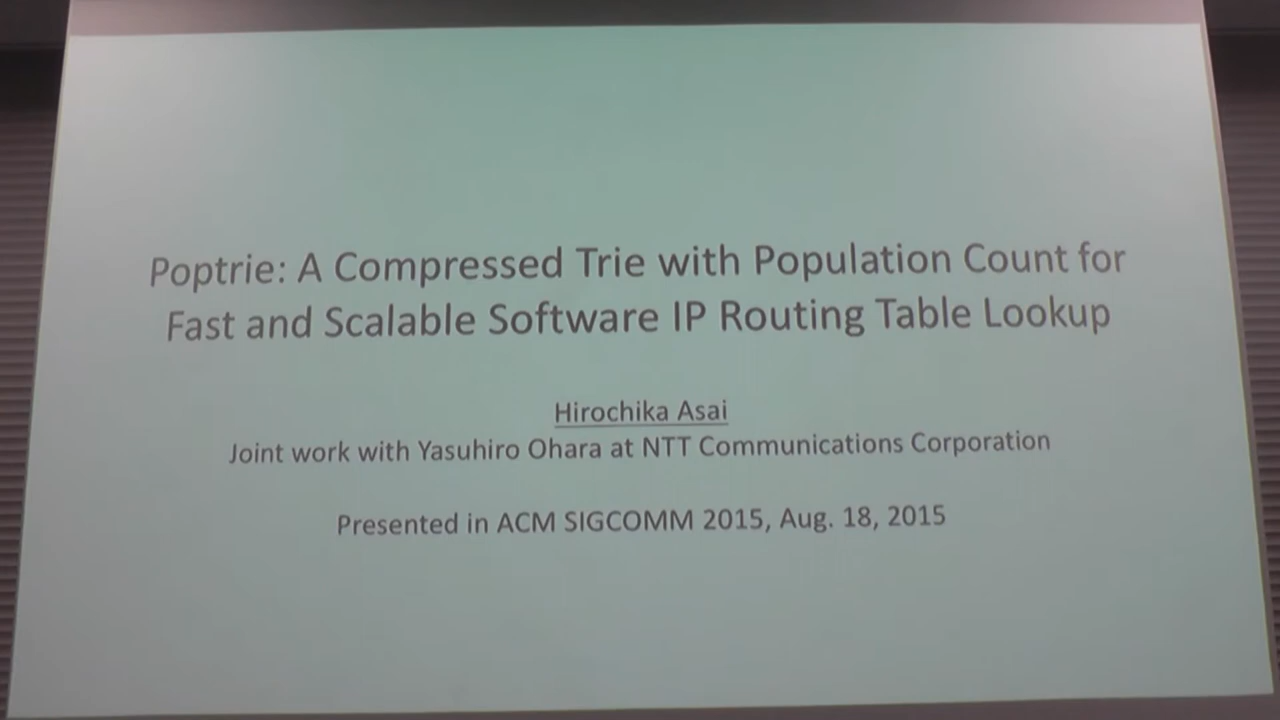 Poptrie: A Compressed Trie with Population Count for
Fast and Scalable Software IP Routing Table Lookup
Hirochika Asai
Joint work with Yasuhiro Ohara at NTT Communications Corporation
Presented in ACM SIGCOMM 2015, Aug. 18, 2015